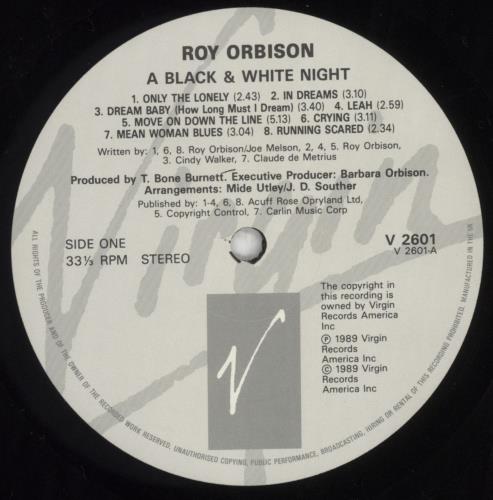 ROY ORBISON
A BLACK & WHITE NIGHT
1. ONLY THE LONELY (2.43) 2. IN DREAMS (3.10)
3. DREAM BABY (How Long Must I Dream) (3.40) 4. LEAH (2.59)
5. MOVE ON DOWN THE LINE (5.13) 6. CRYING (3.11)
7. MEAN WOMAN BLUES (3.04) 8. RUNNING SCARED (2.34)
Written by: 1, 6, 8. Roy Orbison/Joe Melson, 2, 4, 5. Roy Orbison,
3. Cindy Walker, 7. Claude de Metrius
Produced by T. Bone Burnett. Executive Producer: Barbara Orbison.
Arrangements: Mide Utley/J. D. Souther
Published by: 1-4, 6, 8. Acuff Rose Opryland Ltd,
5. Copyright Control, 7. Carlin Music Corp
SIDE ONE
33⅓ RPM STEREO
V 2601
V 2601-A
The copyright in
this recording is
owned by Virgin
Records America
Inc
Ⓟ 1989 Virgin
Records
America Inc
© 1989 Virgin
Records
America Inc
Virgin
V
ALL RIGHTS OF THE PRODUCER AND OF THE OWNER OF THE RECORDED WORK RESERVED. UNAUTHORISED COPYING, PUBLIC PERFORMANCE, BROADCASTING, HIRING OR RENTAL OF THIS RECORDING PROHIBITED. MANUFACTURED IN THE UK